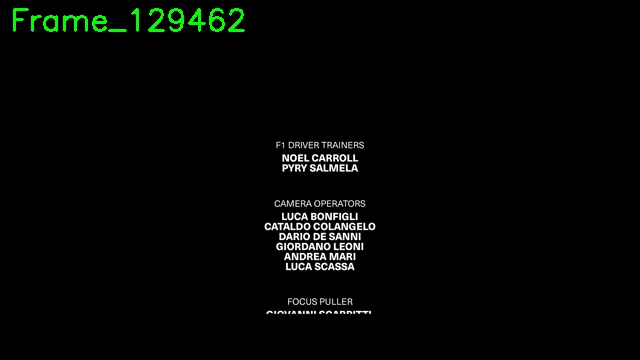 Frame_129462
F1 DRIVER TRAINERS
NOEL CARROLL
PYRY SALMELA
CAMERA OPERATORS
LUCA BONFIGLI
CATALDO COLANGELO
DARIO DE SANNI
GIORDANO LEONI
ANDREA MARI
LUCA SCASSA
FOCUS PULLER